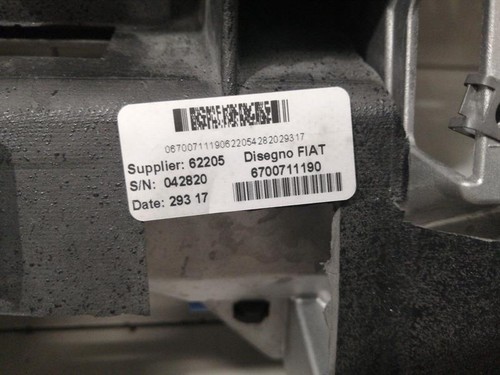 06700711190622054282029317
Supplier: 62205 Disegno FIAT
S/N: 042820 6700711190
Date: 293 17